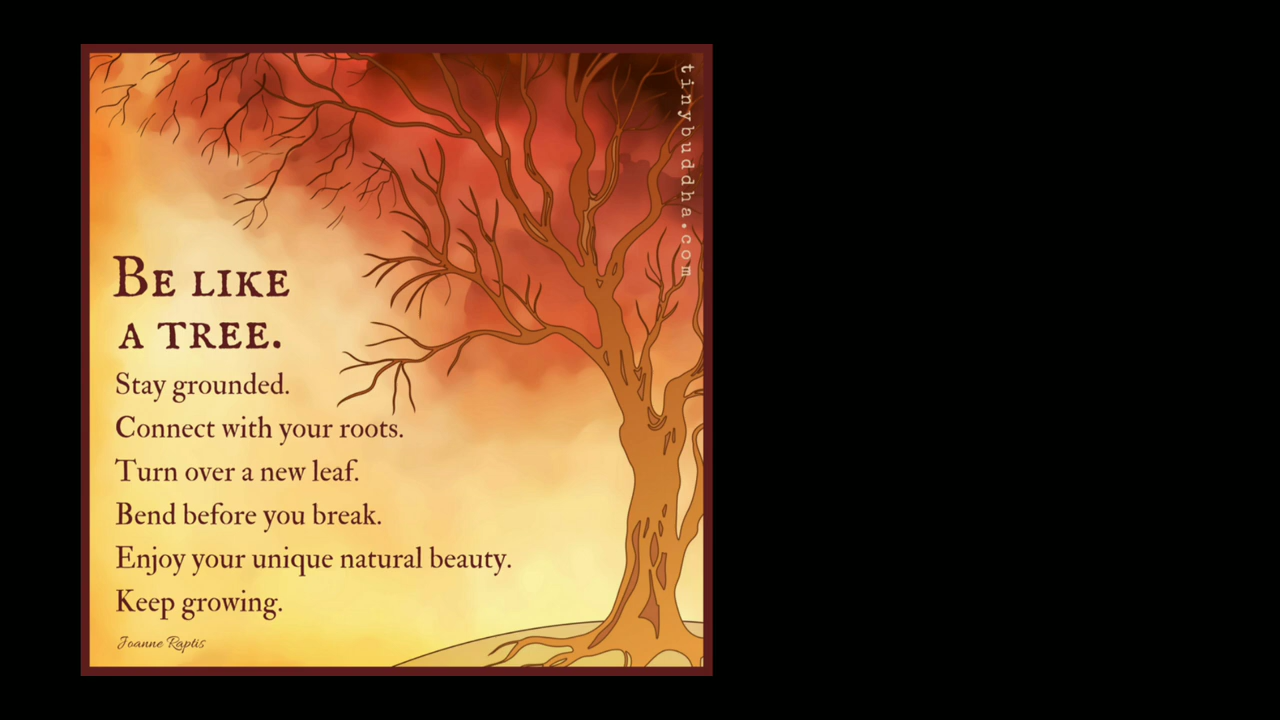 Be like
a tree.
Stay grounded.
Connect with your roots.
Turn over a new leaf.
Bend before you break.
Enjoy your unique natural beauty.
Keep growing.
Joanne Raptis
tinybuddha.com